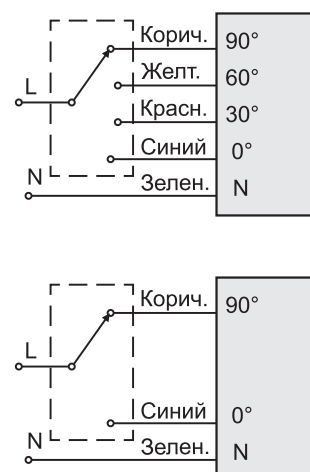 Корич. 90°
Желт. 60°
L
Красн. 30°
Синий 0°
N Зелен. N
Корич. 90°
L
Синий 0°
N Зелен. N